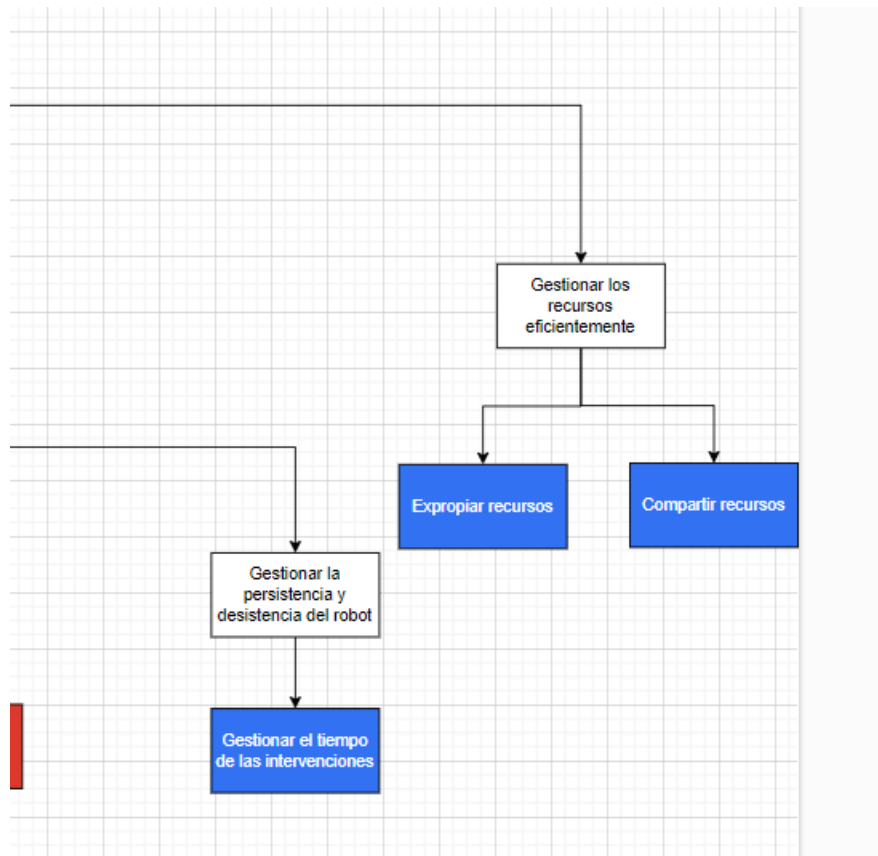 Gestionar los
recursos
eficientemente
Expropiar recursos
Compartir recursos
Gestionar la
persistencia y
desistencia del robot
Gestionar el tiempo
de las intervenciones